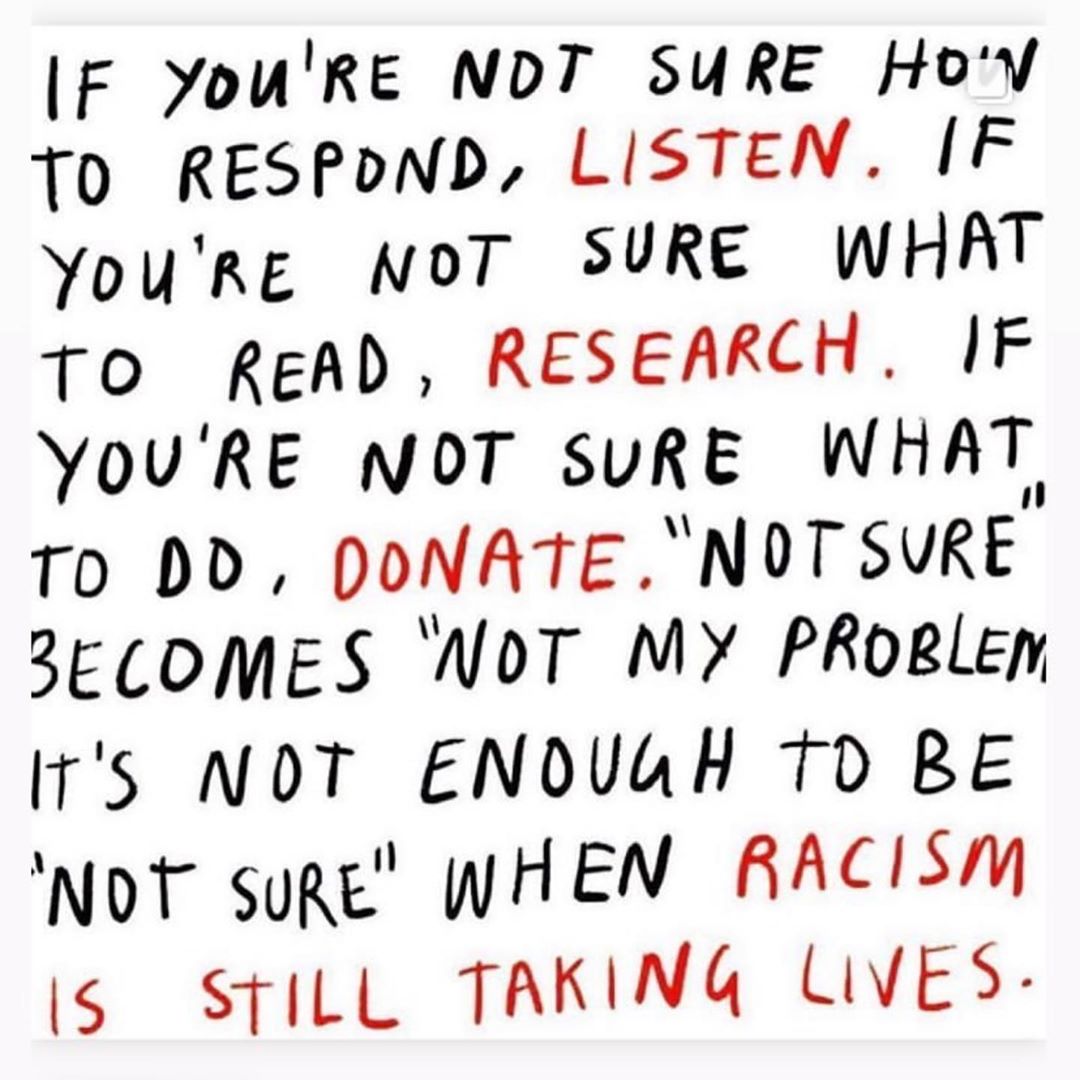 IF YOU'RE NOT SURE HOW
TO RESPOND, LISTEN. IF
YOU'RE NOT SURE WHAT
TO READ, RESEARCH. IF
YOU'RE NOT SURE WHAT
TO DO, DONATE. "NOT SURE"
BECOMES "NOT MY PROBLEM
IT'S NOT ENOUGH TO BE
"NOT SURE" WHEN RACISM
IS STILL TAKING LIVES.